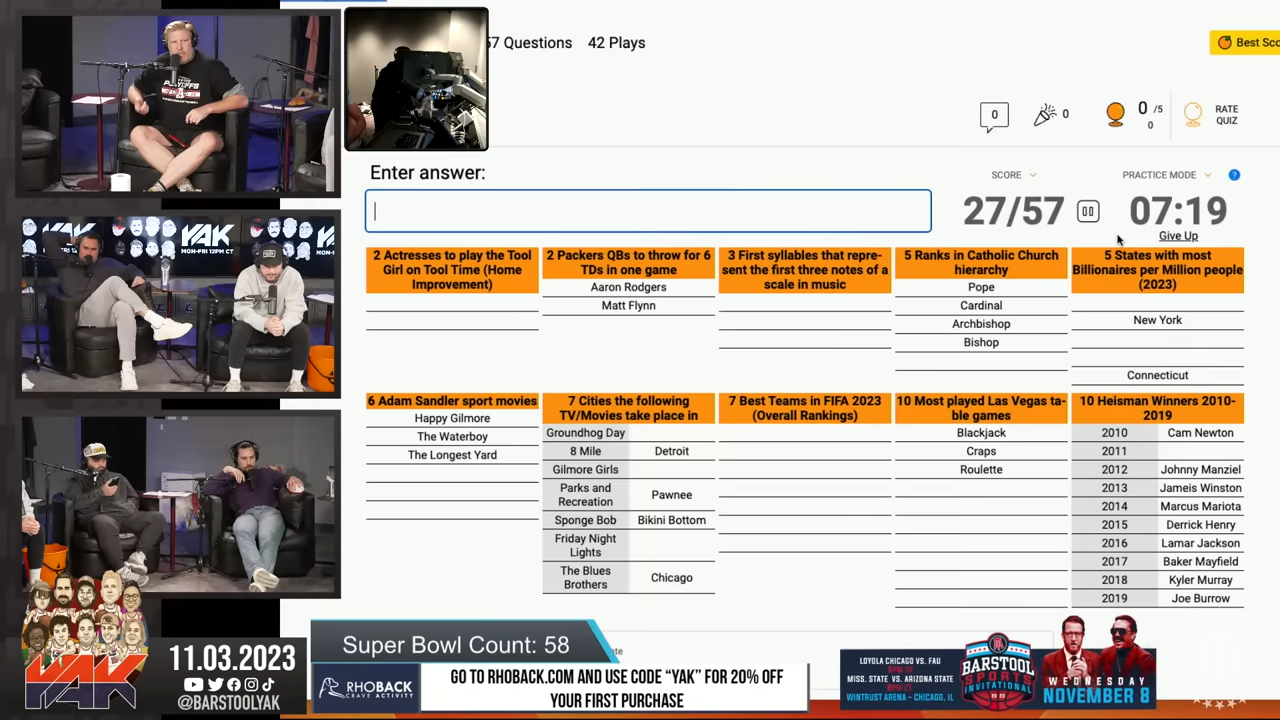 57 Questions 42 Plays
Best Sco
0
0
0 /5
0
RATE
QUIZ
Enter answer:
SCORE
PRACTICE MODE
?
27/57
07:19
Give Up
2 Actresses to play the Tool
Girl on Tool Time (Home
Improvement)
2 Packers QBs to throw for 6
TDs in one game
Aaron Rodgers
Matt Flynn
3 First syllables that repre-
sent the first three notes of a
scale in music
5 Ranks in Catholic Church
hierarchy
Pope
Cardinal
Archbishop
Bishop
5 States with most
Billionaires per Million people
(2023)
New York
Connecticut
6 Adam Sandler sport movies
Happy Gilmore
The Waterboy
The Longest Yard
7 Cities the following
TV/Movies take place in
Groundhog Day
8 Mile Detroit
Gilmore Girls
Parks and
Recreation Pawnee
Sponge Bob Bikini Bottom
Friday Night
Lights
The Blues
Brothers Chicago
7 Best Teams in FIFA 2023
(Overall Rankings)
10 Most played Las Vegas ta-
ble games
Blackjack
Craps
Roulette
10 Heisman Winners 2010-
2019
2010 Cam Newton
2011
2012 Johnny Manziel
2013 Jameis Winston
2014 Marcus Mariota
2015 Derrick Henry
2016 Lamar Jackson
2017 Baker Mayfield
2018 Kyler Murray
2019 Joe Burrow
YAK
MON-FRI 12PM CT
YAK
11.03.2023
@BARSTOOLYAK
Super Bowl Count: 58
RHOBACK
CRAVE ACTIVITY
GO TO RHOBACK.COM AND USE CODE “YAK” FOR 20% OFF
YOUR FIRST PURCHASE
LOYOLA CHICAGO VS. FAU
MISS. STATE VS. ARIZONA STATE
WINTRUST ARENA - CHICAGO, IL
BARSTOOL
SPORTS
INVITATIONAL
WEDNESDAY
NOVEMBER 8